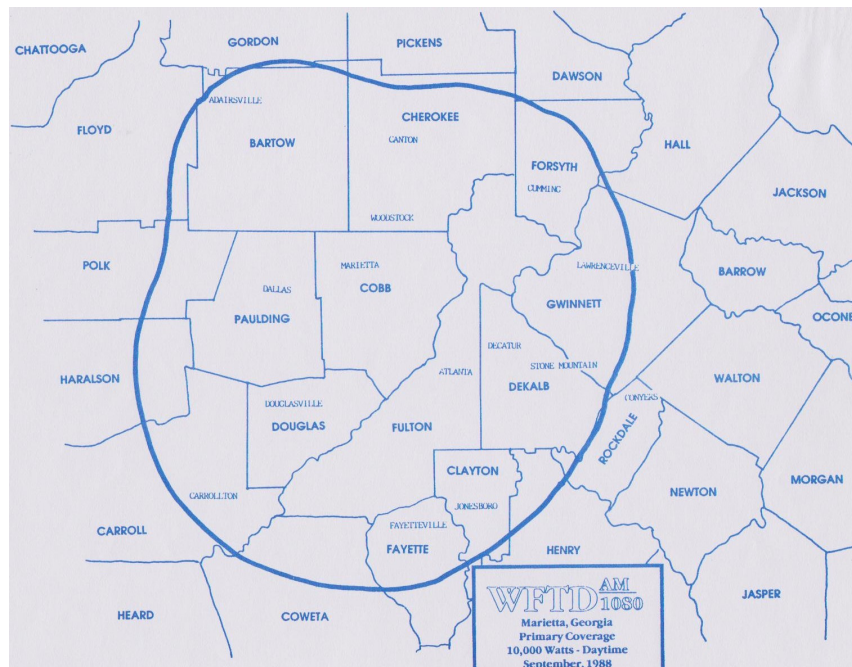 GORDON
PICKENS
CHATTOOGA
DAWSON
ADAIRSVILLE
CHEROKEE
FLOYD
BARTOW
CANTON
HALL
FORSYTH
CUMMING
JACKSON
WOODSTOCK
POLK
MARIETTA
LAWRENCEVILLE
BARROW
DALLAS
COBB
GWINNETT
PAULDING
OCONE
DECATUR
STONE MOUNTAIN
ATLANTA
HARALSON
DEKALB
WALTON
DOUGLASVILLE
CONYERS
DOUGLAS
FULTON
ROCKDALE
CLAYTON
MORGAN
CARROLLTON
JONESBORO
NEWTON
FAYETTEVILLE
CARROLL
FAYETTE
HENRY
HEARD
COWETA
JASPER
WFTD AM 1080
Marietta, Georgia
Primary Coverage
10,000 Watts - Daytime
September, 1988